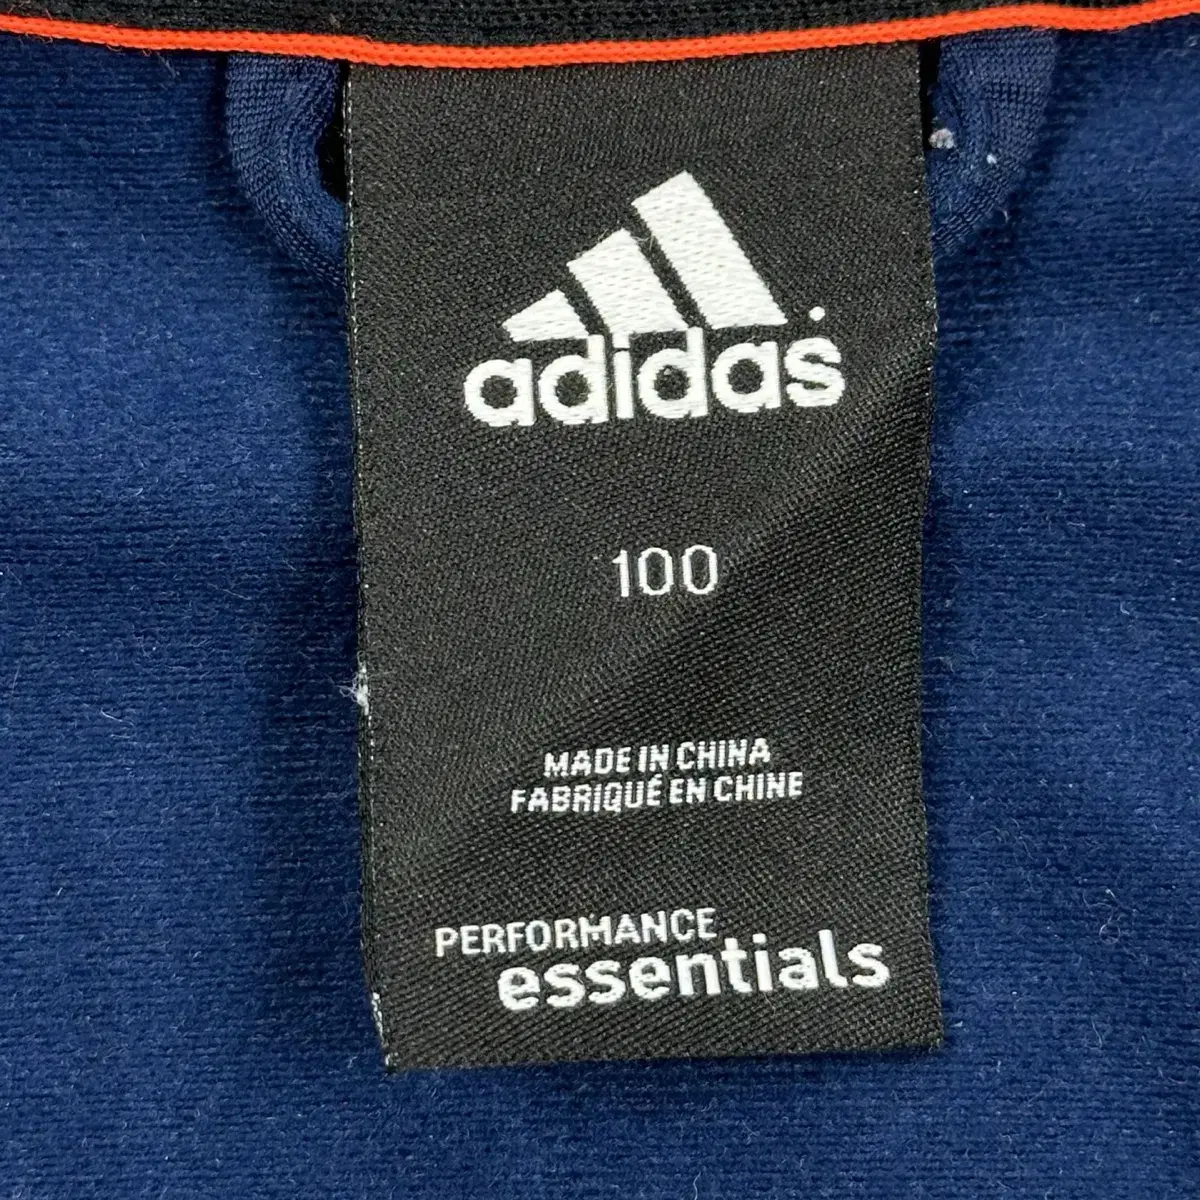 adidas
100
MADE IN CHINA
FABRIQUÉ EN CHINE
PERFORMANCE
essentials